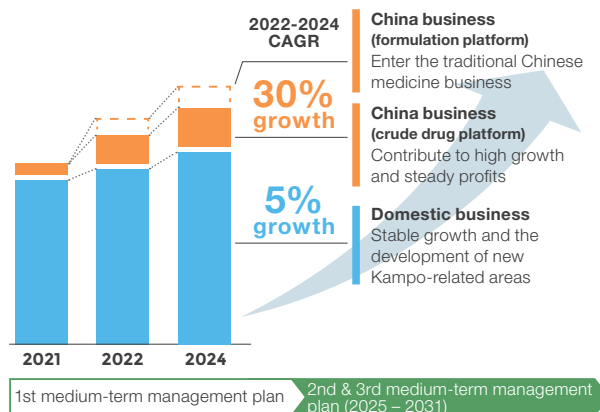 2022-2024
CAGR
30%
growth
5%
growth
China business
(formulation platform)
Enter the traditional Chinese
medicine business
China business
(crude drug platform)
Contribute to high growth
and steady profits
Domestic business
Stable growth and the
development of new
Kampo-related areas
2021
2022
2024
1st medium-term management plan
2nd & 3rd medium-term management
plan (2025 – 2031)